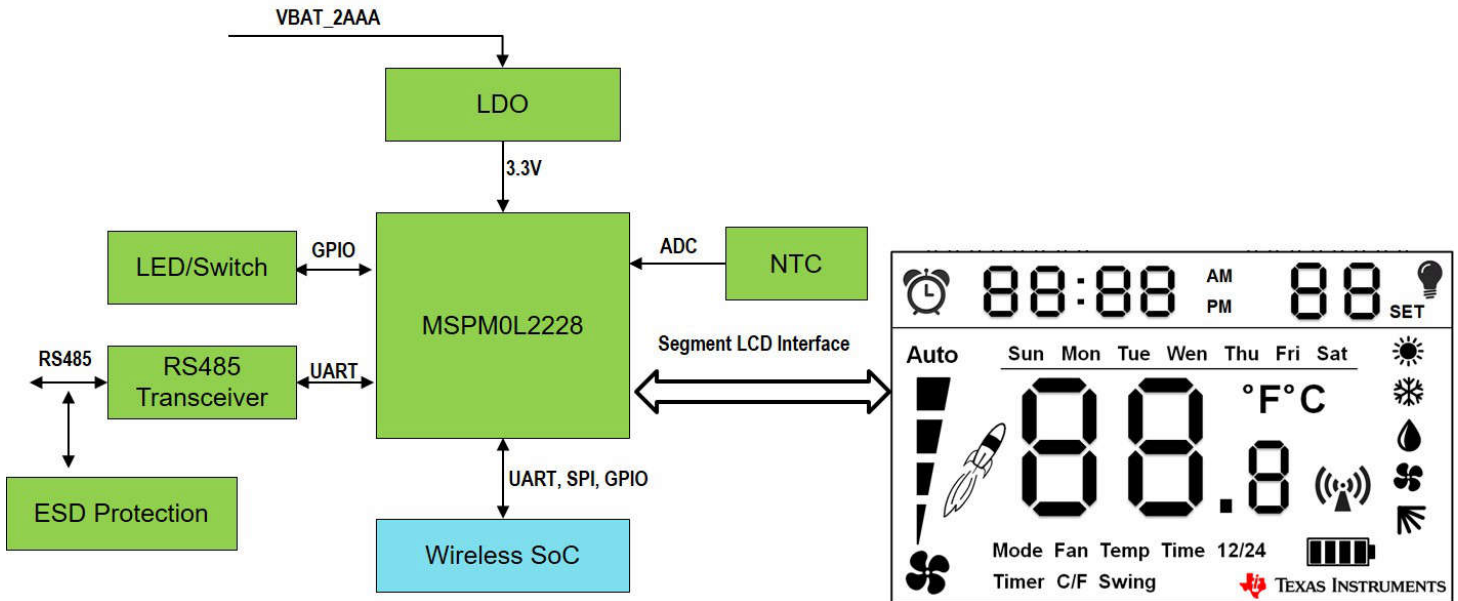 VBAT_2AAA
LDO
3.3V
LED/Switch
GPIO
MSPM0L2228
ADC
NTC
RS485
RS485
Transceiver
UART
ESD Protection
UART, SPI, GPIO
Wireless SoC
Segment LCD Interface
88:88 AM
PM
88
SET
Auto
Sun Mon Tue Wen Thu Fri Sat
88.8
°F°C
Mode Fan Temp Time 12/24
Timer C/F Swing
TEXAS INSTRUMENTS